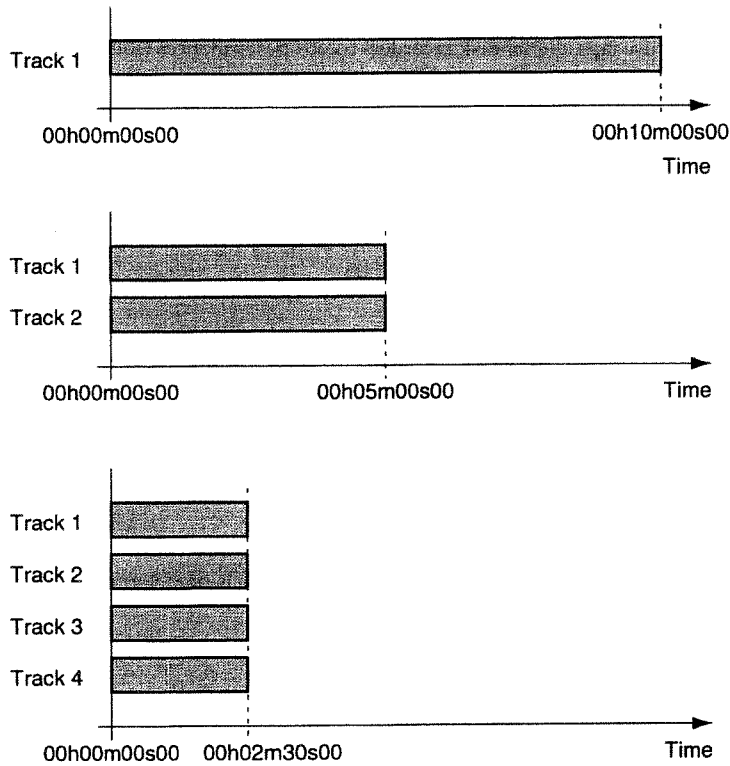 Track 1
00h00m00s00 00h10m00s00
Time
Track 1
Track 2
00h00m00s00 00h05m00s00 Time
Track 1
Track 2
Track 3
Track 4
00h00m00s00 00h02m30s00 Time